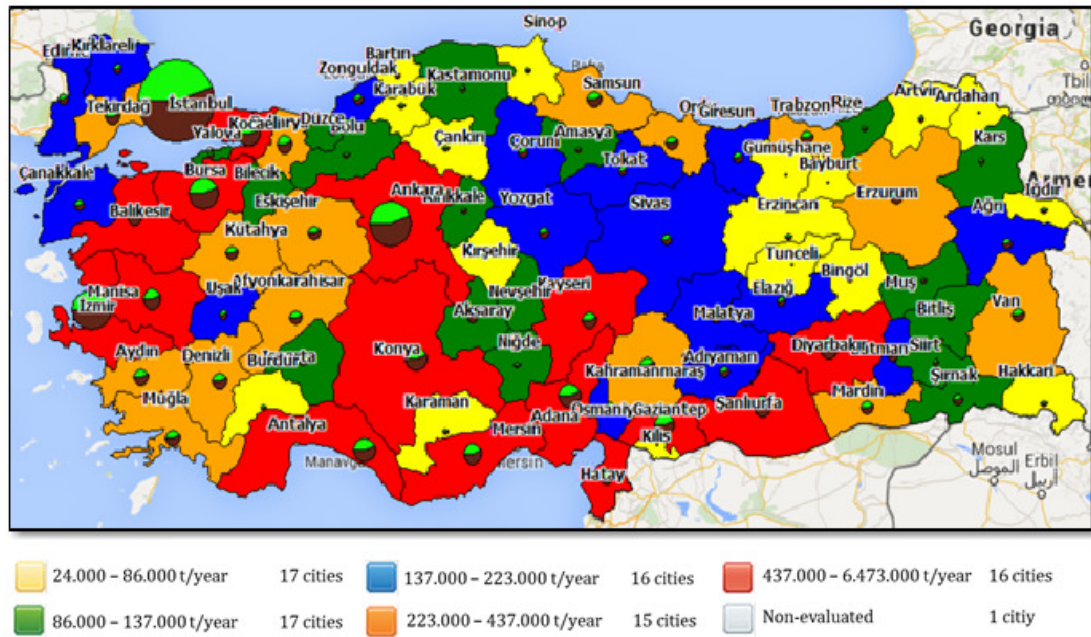 Sinop
Georgia
Edirne Kırklareli
Bartın
Zonguldak
Kastamonu
Samsun
Karabük
Tekirdağ
İstanbul
Düzce
Giresun
Trabzon
Rize
Artvin
Ardahan
Yalova
Kocaeli
Bolu
Çankırı
Amasya
Çorum
Tokat
Gümüşhane
Bayburt
Kars
Çanakkale
Bursa
Bilecik
Ankara
Kırıkkale
Yozgat
Sivas
Erzincan
Erzurum
Ağrı
Iğdır
Balıkesir
Eskişehir
Kütahya
Kırşehir
Tunceli
Bingöl
Muş
Manisa
İzmir
Uşak
Afyonkarahisar
Aksaray
Nevşehir
Kayseri
Malatya
Elazığ
Bitlis
Van
Aydın
Denizli
Burdur
Konya
Niğde
Kahramanmaraş
Adıyaman
Diyarbakır
Siirt
Muğla
Antalya
Karaman
Mersin
Adana
Gaziantep
Şanlıurfa
Mardin
Şırnak
Hakkari
Kilis
Hatay
Mosul
الموصل
Erbil
أربيل
24.000 – 86.000 t/year 17 cities
137.000 – 223.000 t/year 16 cities
437.000 – 6.473.000 t/year 16 cities
86.000 – 137.000 t/year 17 cities
223.000 – 437.000 t/year 15 cities
Non-evaluated 1 citiy